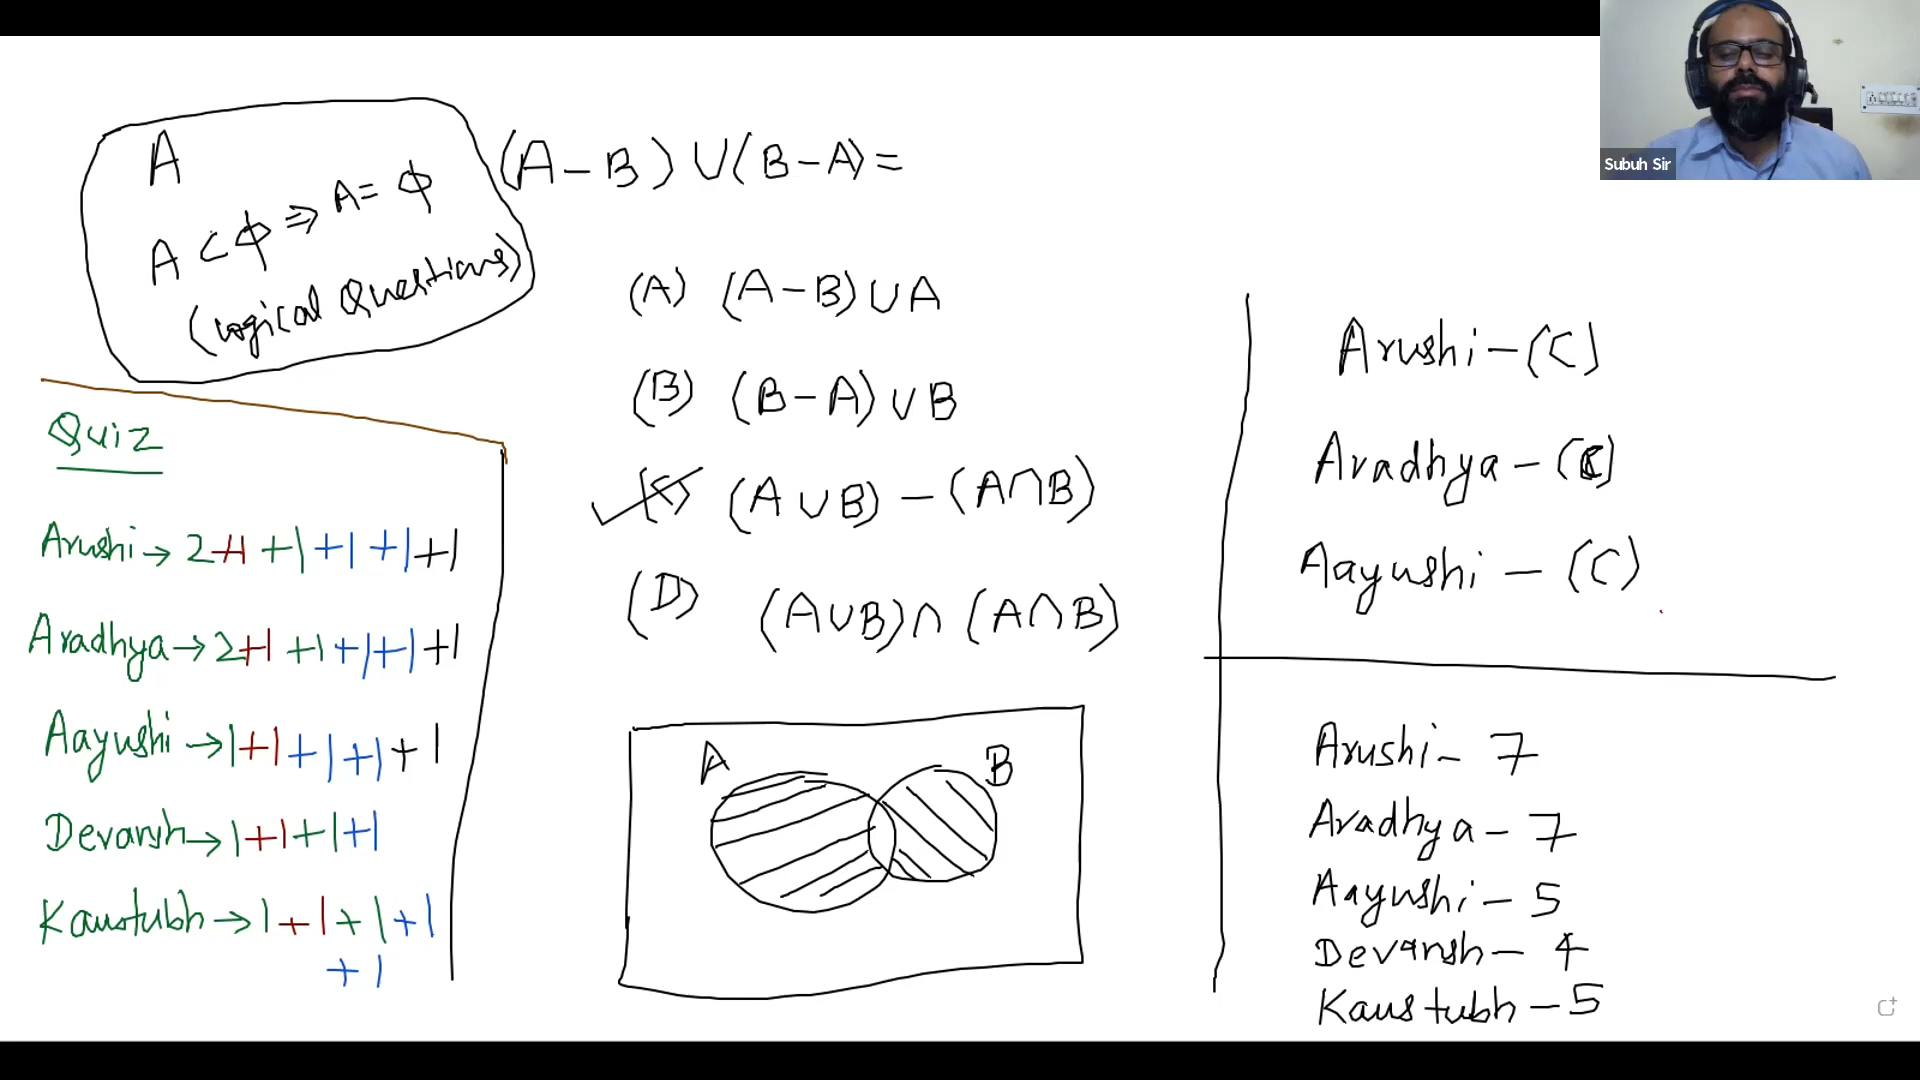 A
A ⊂ ϕ ⇒ A = ϕ
(Logical Questions)
(A – B) ∪ (B – A) =
(A) (A – B) ∪ A
(B) (B – A) ∪ B
(C) (A ∪ B) – (A ∩ B)
(D) (A ∪ B) ∩ (A ∩ B)
A
B
Quiz
Arushi → 2+1 +1 +1 +1 +1
Aradhya → 2+1 +1 +1 +1 +1
Aayushi → 1+1 +1 +1 +1
Devansh → 1+1+1+1
Kaustubh → 1+1+1+1
+1
Arushi – (C)
Aradhya – (C)
Aayushi – (C)
Arushi – 7
Aradhya – 7
Aayushi – 5
Devansh – 4
Kaustubh – 5
Subuh Sir